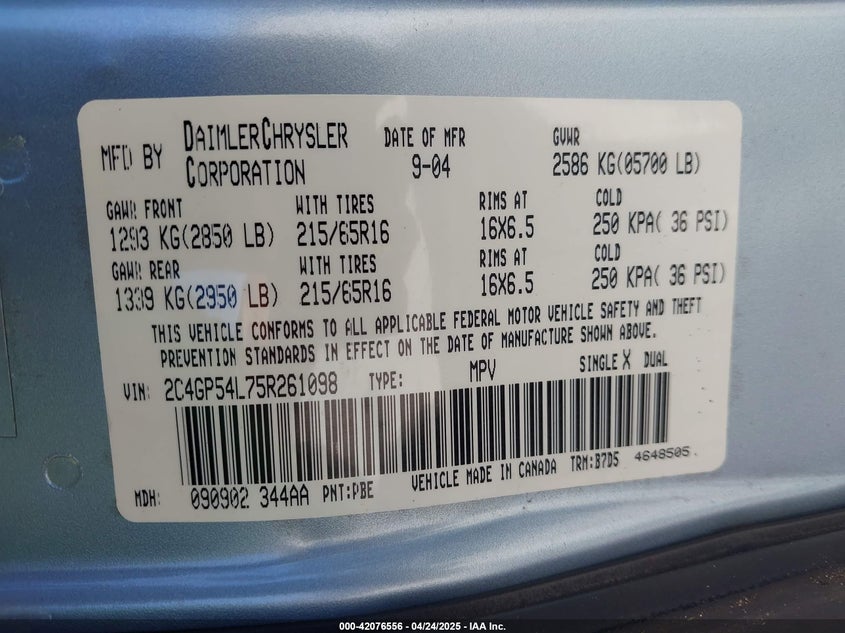 MFD BY DAIMLERCHRYSLER CORPORATION DATE OF MFR 9-04 GVWR 2586 KG(05700 LB)
GAWR FRONT WITH TIRES RIMS AT COLD
1293 KG(2850 LB) 215/65R16 16X6.5 250 KPA( 36 PSI)
GAWR REAR WITH TIRES RIMS AT COLD
1339 KG(2950 LB) 215/65R16 16X6.5 250 KPA( 36 PSI)
THIS VEHICLE CONFORMS TO ALL APPLICABLE FEDERAL MOTOR VEHICLE SAFETY AND THEFT
PREVENTION STANDARDS IN EFFECT ON THE DATE OF MANUFACTURE SHOWN ABOVE.
VIN: 2C4GP54L75R261098 TYPE: MPV SINGLE X DUAL
MDH: 090902 344AA PNT:PBE VEHICLE MADE IN CANADA TRM:B7D5 4648505
000-42076556 - 04/24/2025 - IAA Inc.